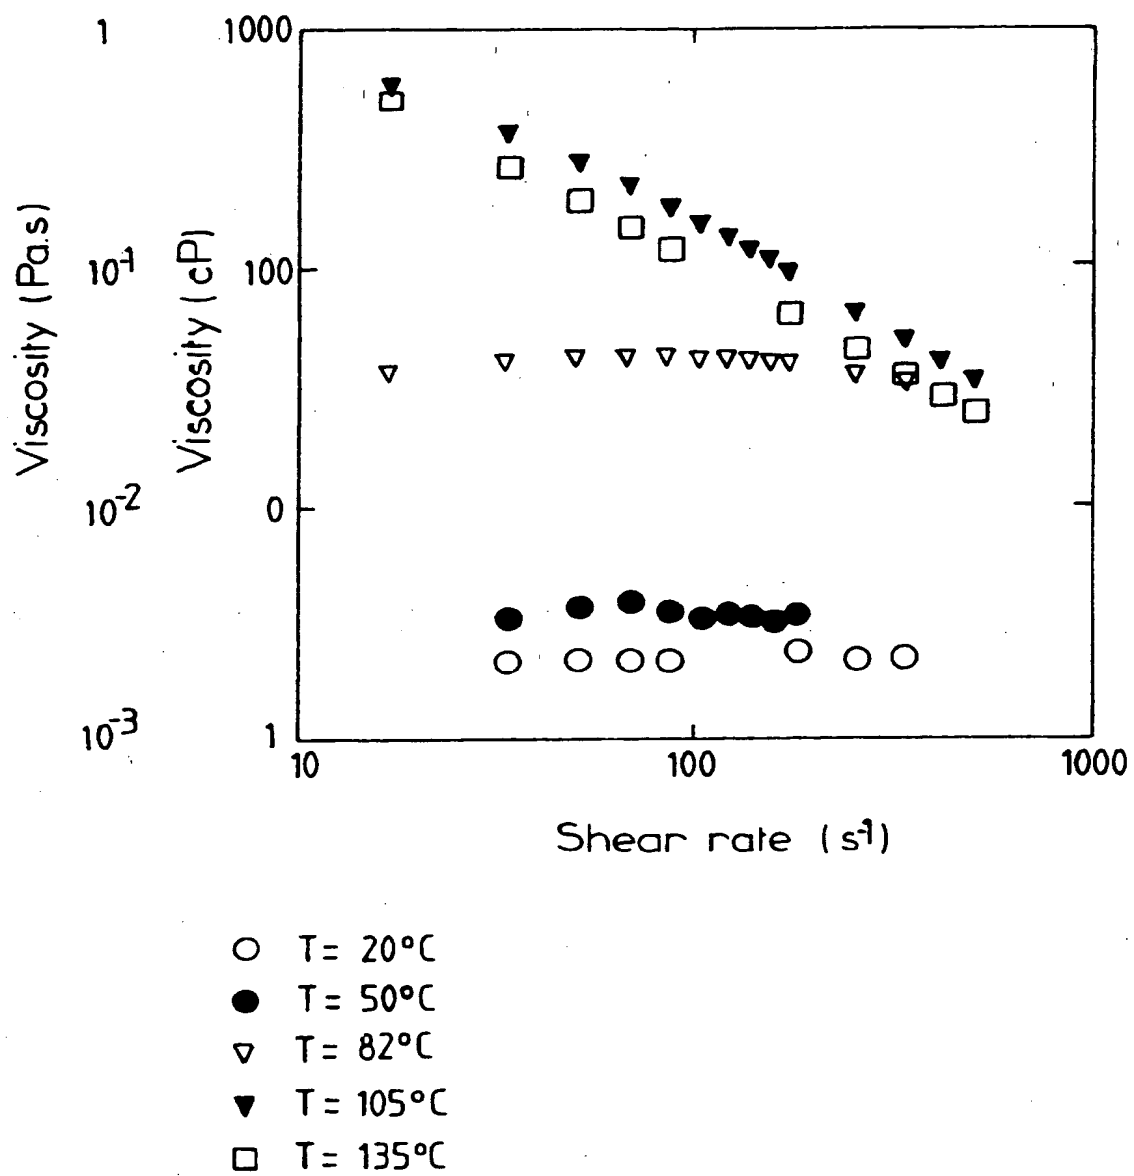 1 1000
Viscosity (Pa.s)
Viscosity (cP)
10⁻¹ 100
10⁻² 0
10⁻³ 1
10 100 1000
Shear rate (s⁻¹)
T= 20°C
T= 50°C
T= 82°C
T= 105°C
T= 135°C